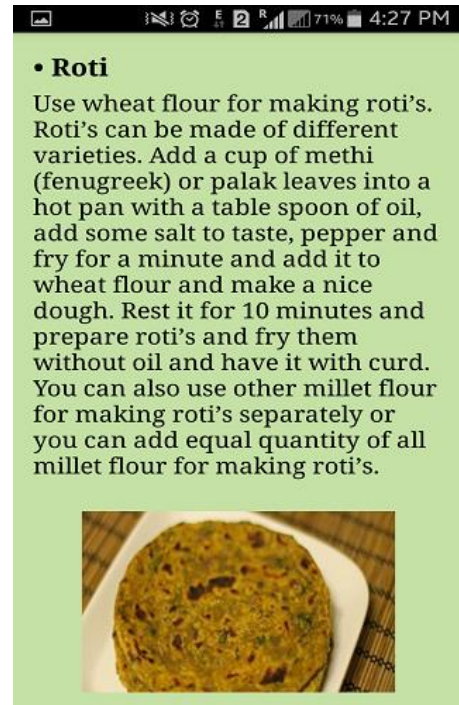 71% 4:27 PM
• Roti
Use wheat flour for making roti's.
Roti's can be made of different
varieties. Add a cup of methi
(fenugreek) or palak leaves into a
hot pan with a table spoon of oil,
add some salt to taste, pepper and
fry for a minute and add it to
wheat flour and make a nice
dough. Rest it for 10 minutes and
prepare roti's and fry them
without oil and have it with curd.
You can also use other millet flour
for making roti's separately or
you can add equal quantity of all
millet flour for making roti's.